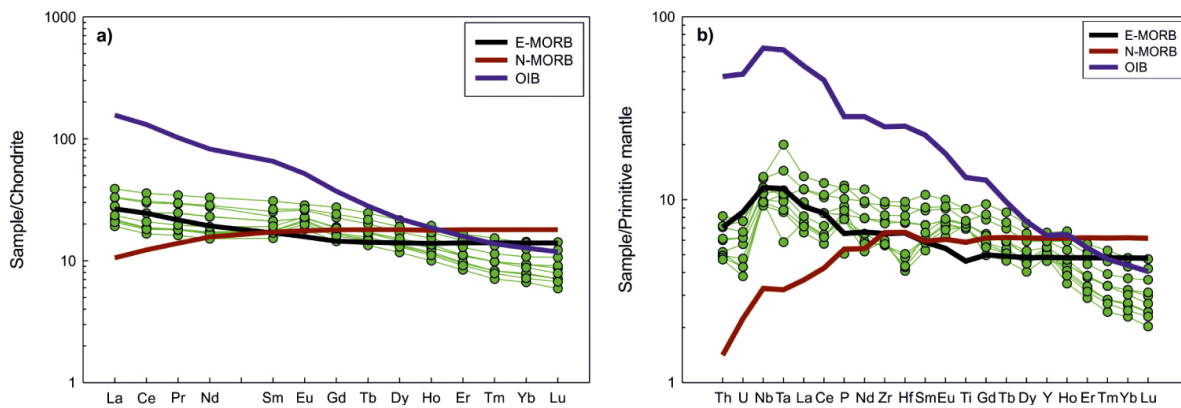 a)
E-MORB
N-MORB
OIB
1000
100
10
1
Sample/Chondrite
La Ce Pr Nd Sm Eu Gd Tb Dy Ho Er Tm Yb Lu
b)
E-MORB
N-MORB
OIB
100
10
1
Sample/Primitive mantle
Th U Nb Ta La Ce P Nd Zr Hf Sm Eu Ti Gd Tb Dy Y Ho Er Tm Yb Lu